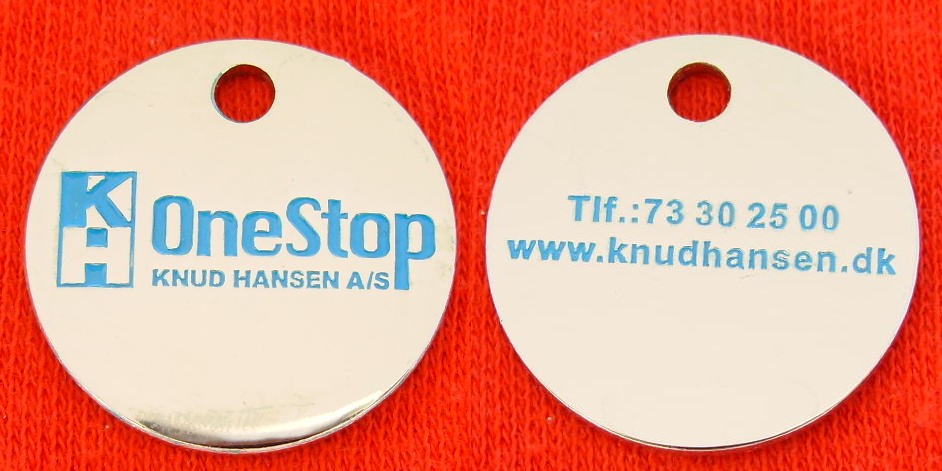 KH
OneStop
KNUD HANSEN A/S
Tlf.:73 30 25 00
www.knudhansen.dk